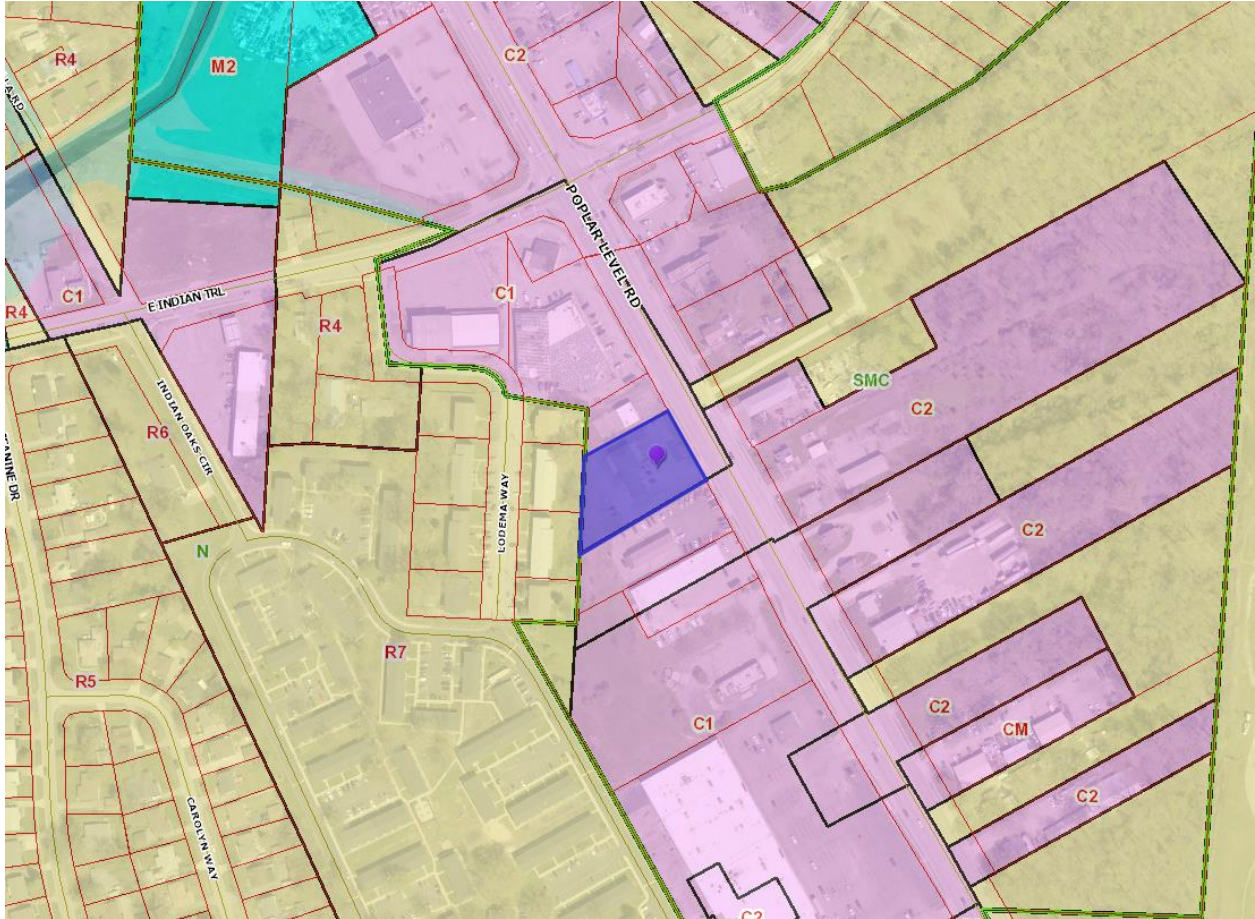 R4
M2
C2
POPLAR LEVEL RD
C1
E INDIAN TRL
R4
C1
R4
SMC
C2
INDIAN OAKS CIR
R6
LODEMA WAY
C2
N
R7
R5
C1
C2
CM
C2
CAROLYN WAY
C2